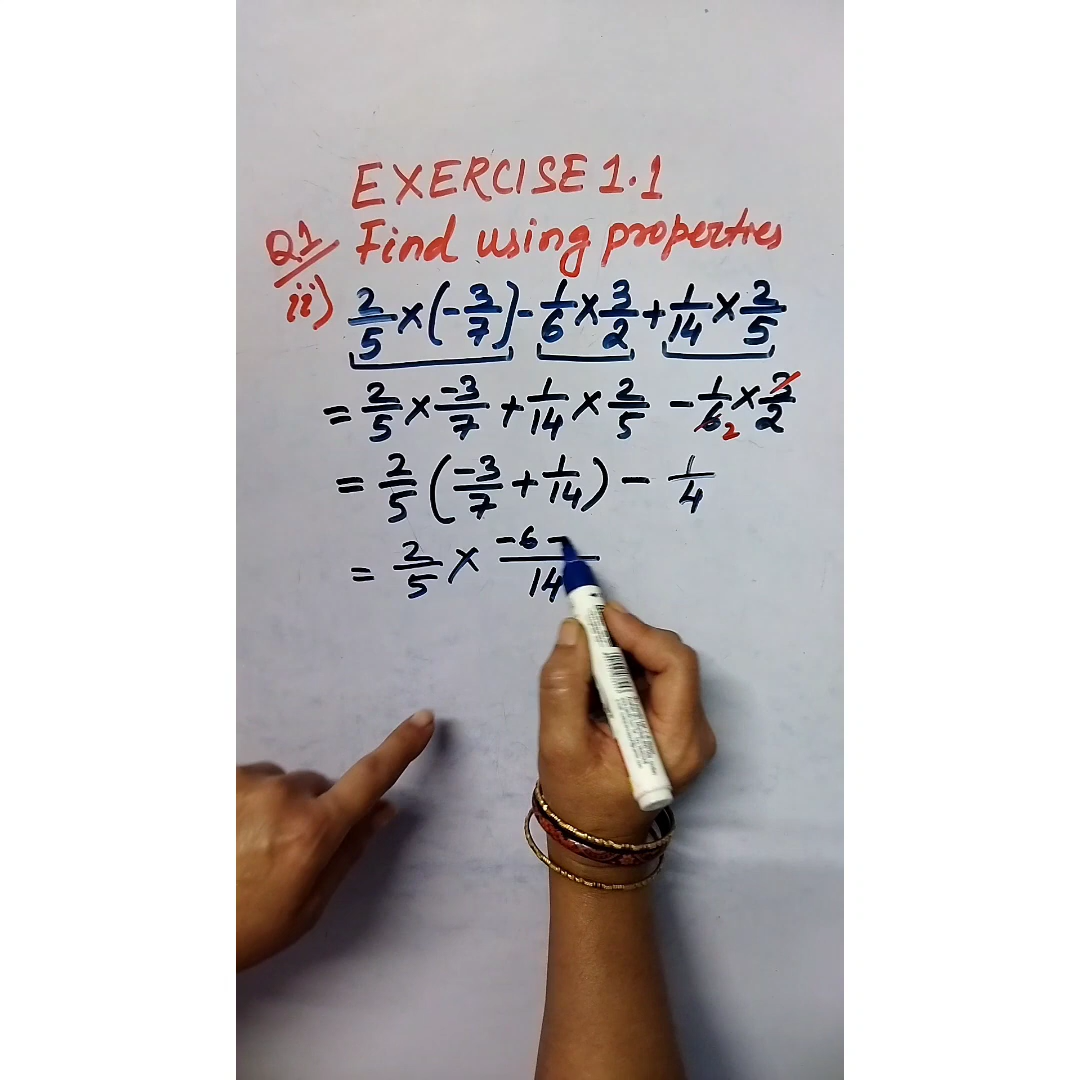 EXERCISE 1.1
Q1 Find using properties
ii) 2/5 × (-3/7) - 1/6 × 3/2 + 1/14 × 2/5
= 2/5 × -3/7 + 1/14 × 2/5 - 1/6 2 × 3/2
= 2/5 (-3/7 + 1/14) - 1/4
= 2/5 × -6 -/14